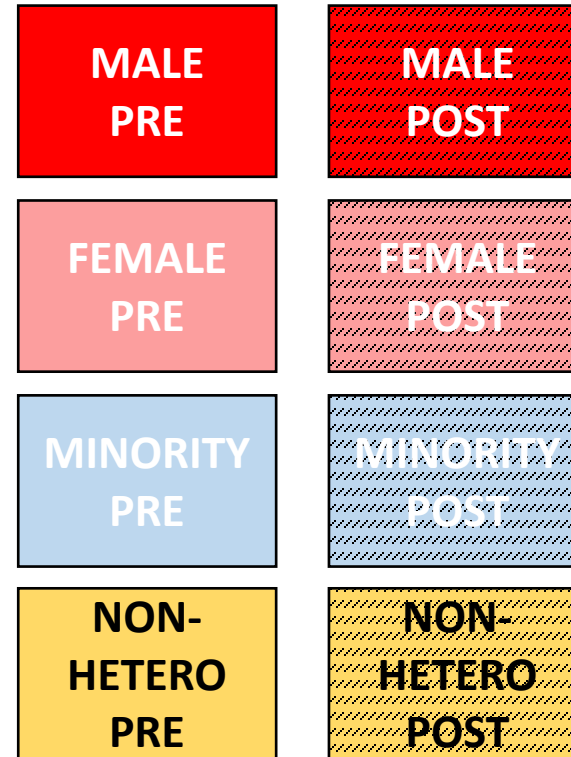 MALE
PRE
MALE
POST
FEMALE
PRE
FEMALE
POST
MINORITY
PRE
MINORITY
POST
NON-
HETERO
PRE
NON-
HETERO
POST